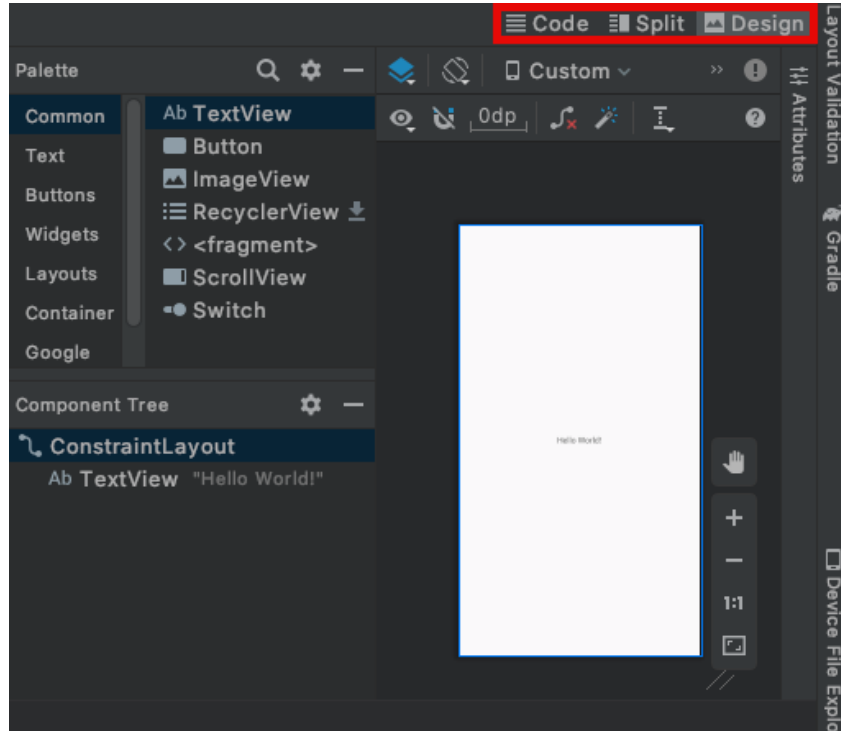 Code Split Design
Palette
Custom
Common
Text
Buttons
Widgets
Layouts
Container
Google
Ab TextView
Button
ImageView
RecyclerView
<> <fragment>
ScrollView
Switch
0dp
Component Tree
ConstraintLayout
Ab TextView "Hello World!"
Hello World!
1:1
Attributes
Layout Validation
Gradle
Device File Explo